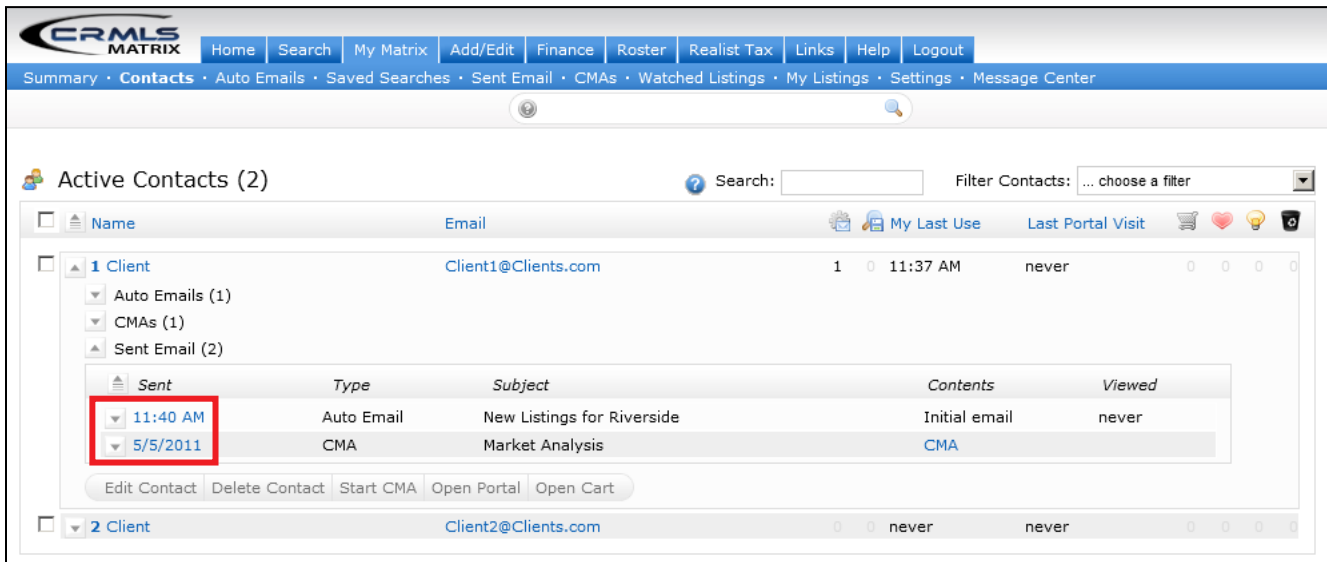 CRMLS
MATRIX
Home Search My Matrix Add/Edit Finance Roster Realist Tax Links Help Logout
Summary · Contacts · Auto Emails · Saved Searches · Sent Email · CMAs · Watched Listings · My Listings · Settings · Message Center
Active Contacts (2) Search: Filter Contacts: ... choose a filter
Name Email My Last Use Last Portal Visit
1 Client Client1@Clients.com 1 0 11:37 AM never 0 0 0 0
Auto Emails (1)
CMAs (1)
Sent Email (2)
Sent Type Subject Contents Viewed
11:40 AM Auto Email New Listings for Riverside Initial email never
5/5/2011 CMA Market Analysis CMA
Edit Contact Delete Contact Start CMA Open Portal Open Cart
2 Client Client2@Clients.com 0 0 never never 0 0 0 0